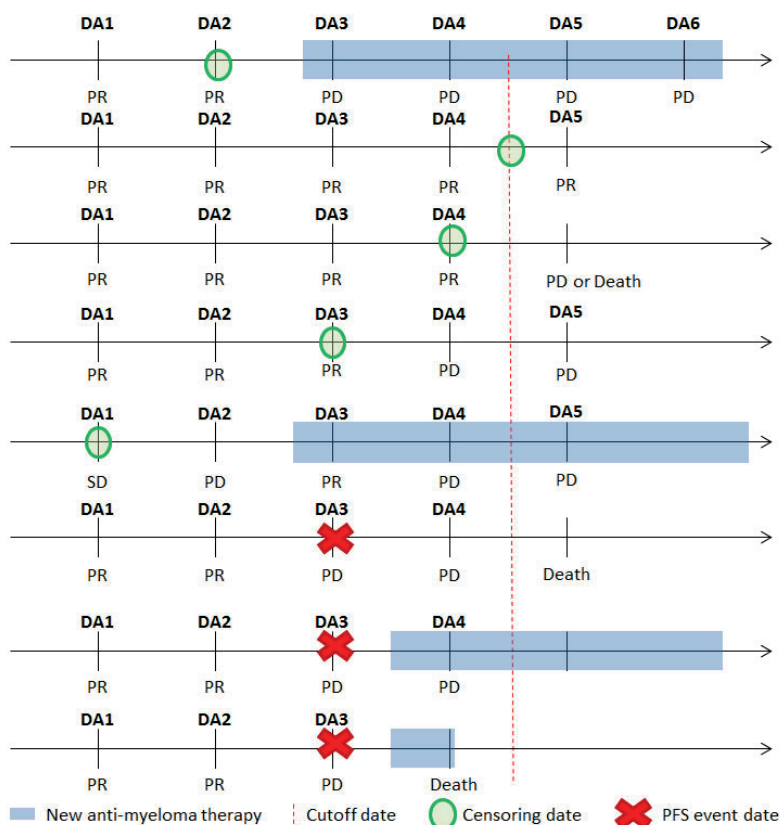 DA1 DA2 DA3 DA4 DA5 DA6
PR PR PD PD PD PD
DA1 DA2 DA3 DA4 DA5
PR PR PR PR PR
DA1 DA2 DA3 DA4
PR PR PR PR PD or Death
DA1 DA2 DA3 DA4 DA5
PR PR PR PD PD
DA1 DA2 DA3 DA4 DA5
SD PD PR PD PD
DA1 DA2 DA3 DA4
PR PR PD PD Death
DA1 DA2 DA3 DA4
PR PR PD PD
DA1 DA2 DA3
PR PR PD Death
New anti-myeloma therapy Cutoff date Censoring date PFS event date